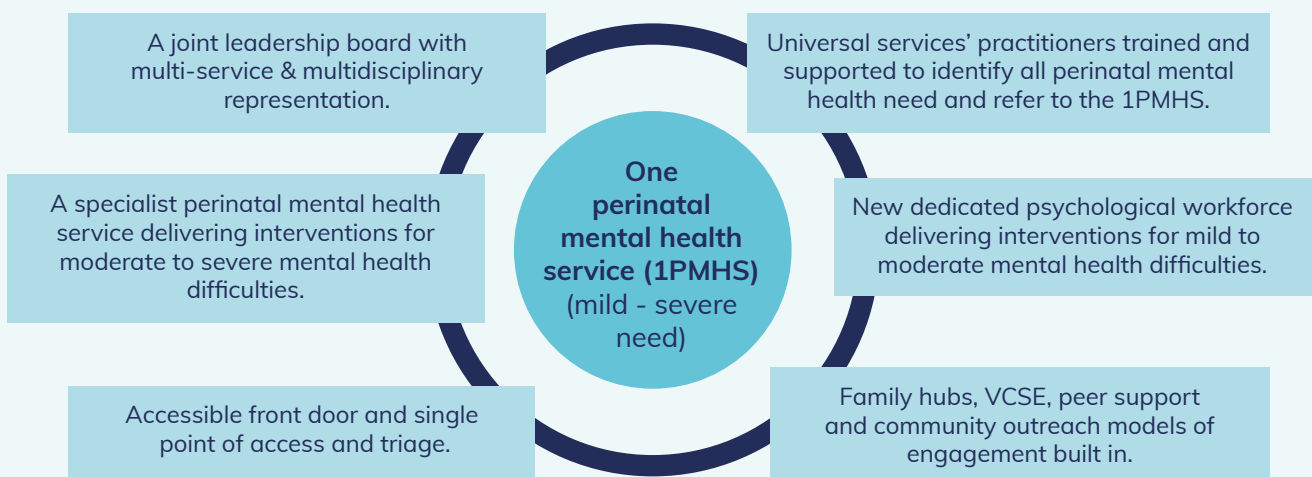 A joint leadership board with
multi-service & multidisciplinary
representation.
Universal services’ practitioners trained and
supported to identify all perinatal mental
health need and refer to the 1PMHS.
One
perinatal
mental health
service (1PMHS)
(mild - severe
need)
A specialist perinatal mental health
service delivering interventions for
moderate to severe mental health
difficulties.
New dedicated psychological workforce
delivering interventions for mild to
moderate mental health difficulties.
Accessible front door and single
point of access and triage.
Family hubs, VCSE, peer support
and community outreach models of
engagement built in.